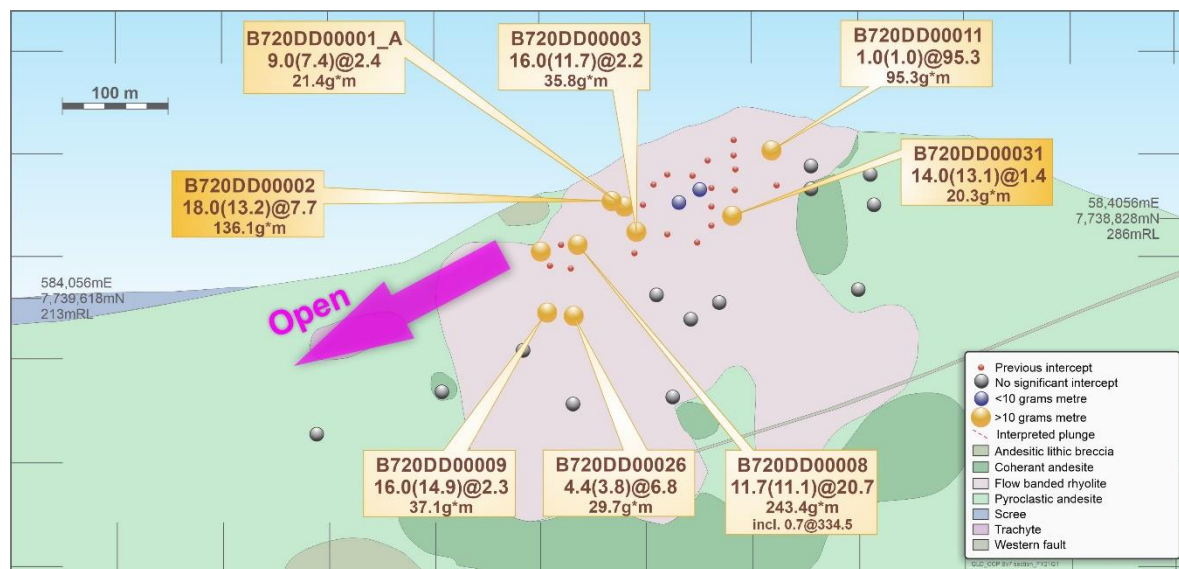 B720DD00001_A
9.0(7.4)@2.4
21.4g*m
B720DD00003
16.0(11.7)@2.2
35.8g*m
B720DD00011
1.0(1.0)@95.3
95.3g*m
100 m
B720DD00002
18.0(13.2)@7.7
136.1g*m
B720DD00031
14.0(13.1)@1.4
20.3g*m
58,4056mE
7,738,828mN
286mRL
584,056mE
7,739,618mN
213mRL
Open
B720DD00009
16.0(14.9)@2.3
37.1g*m
B720DD00026
4.4(3.8)@6.8
29.7g*m
B720DD00008
11.7(11.1)@20.7
243.4g*m
incl. 0.7@334.5
Previous intercept
No significant intercept
<10 grams metre
>10 grams metre
Interpreted plunge
Andesitic lithic breccia
Coherant andesite
Flow banded rhyolite
Pyroclastic andesite
Scree
Trachyte
Western fault